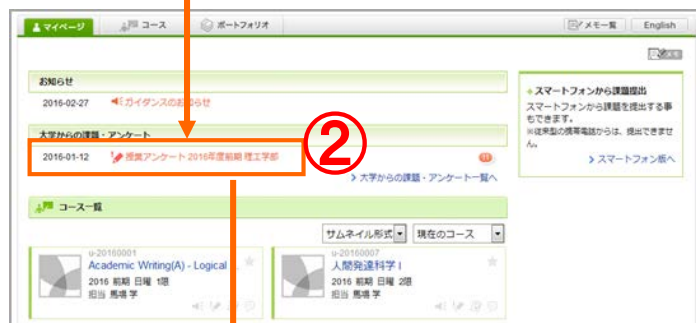 マイページ コース ポートフォリオ メモ一覧 English
メモ
お知らせ
2016-02-27 ガイダンスのお知らせ
大学からの課題・アンケート
2016-01-12 授業アンケート 2016年度前期 理工学部
②
> 大学からの課題・アンケート一覧へ
スマートフォンから課題提出
スマートフォンから課題を提出する事
もできます。
※従来型の携帯電話からは、提出できませ
ん。
> スマートフォン版へ
コース一覧
サムネイル形式 現在のコース
u-20160001
Academic Writing(A) - Logical
2016 前期 日曜 1限
担当 馬場 学
u-20160007
人間発達科学 I
2016 前期 日曜 2限
担当 馬場 学